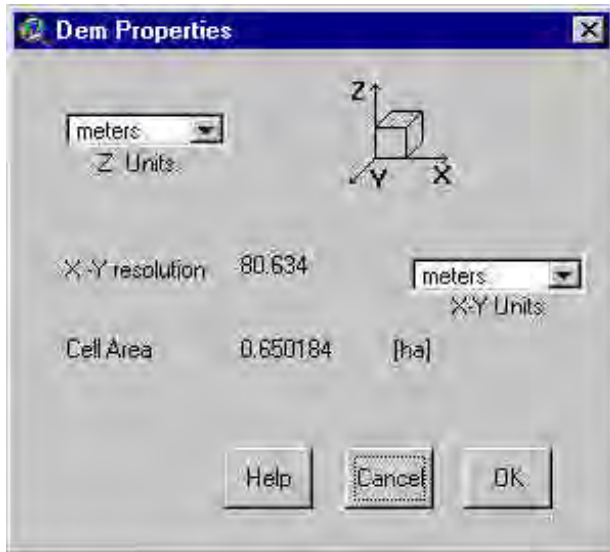 Dem Properties
Z
meters
Z Units
Y X
X-Y resolution 80.634 meters
X-Y Units
Cell Area 0.650184 [ha]
Help Cancel OK